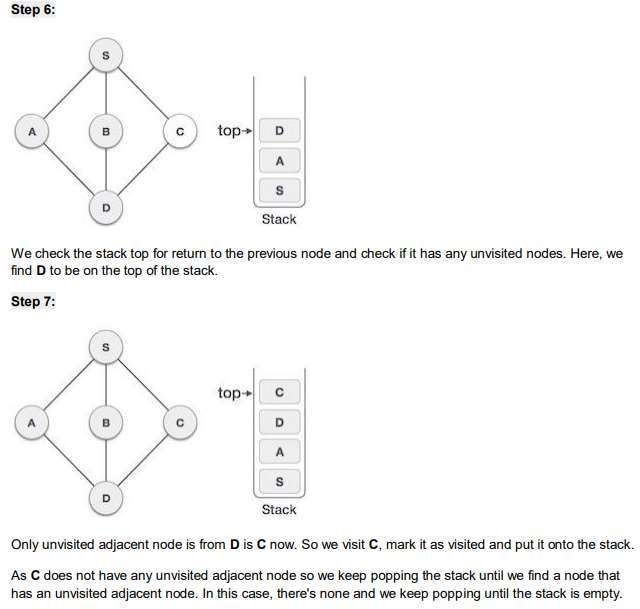 Step 6:
S
A
B
C
D
top→
D
A
S
Stack
We check the stack top for return to the previous node and check if it has any unvisited nodes. Here, we
find D to be on the top of the stack.
Step 7:
S
A
B
C
D
top→
C
D
A
S
Stack
Only unvisited adjacent node is from D is C now. So we visit C, mark it as visited and put it onto the stack.
As C does not have any unvisited adjacent node so we keep popping the stack until we find a node that
has an unvisited adjacent node. In this case, there's none and we keep popping until the stack is empty.